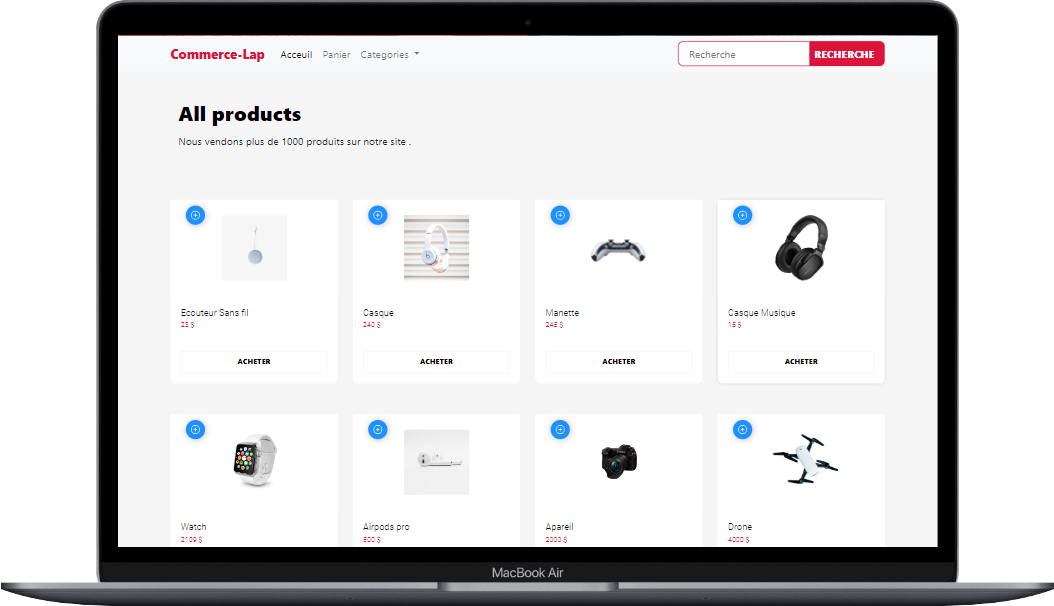 Commerce-Lap Acceuil Panier Categories Recherche RECHERCHE
All products
Nous vendons plus de 1000 produits sur notre site .
Ecouteur Sans fil
23 $
ACHETER
Casque
240 $
ACHETER
Manette
245 $
ACHETER
Casque Musique
15 $
ACHETER
Watch
2109 $
Airpods pro
500 $
Apareil
2000 $
Drone
4000 $
MacBook Air